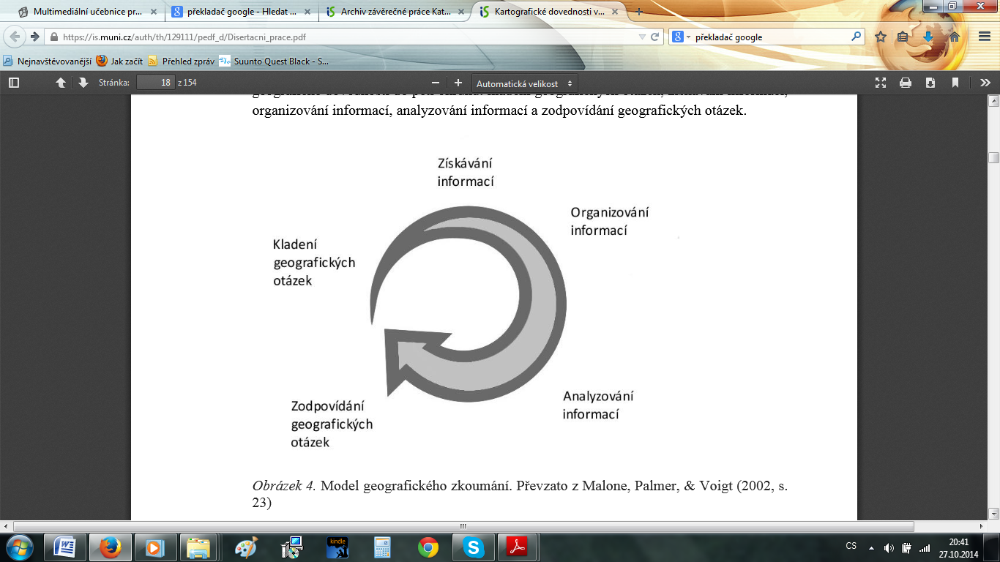 Multimediální učebnice pr...
překladač google - Hledat ...
Archiv závěrečné práce Kat...
Kartografické dovednosti v...
https://is.muni.cz/auth/th/129111/pedf_d/Disertacni_prace.pdf
překladač google
Nejnavštěvovanější
Jak začít
Přehled zpráv
Suunto Quest Black - S...
Stránka:
18
z 154
Automatická velikost
organizování informací, analyzování informací a zodpovídání geografických otázek.
Získávání
informací
Organizování
informací
Kladení
geografických
otázek
Analyzování
informací
Zodpovídání
geografických
otázek
Obrázek 4. Model geografického zkoumání. Převzato z Malone, Palmer, & Voigt (2002, s.
23)
kindle
CS
20:41
27.10.2014